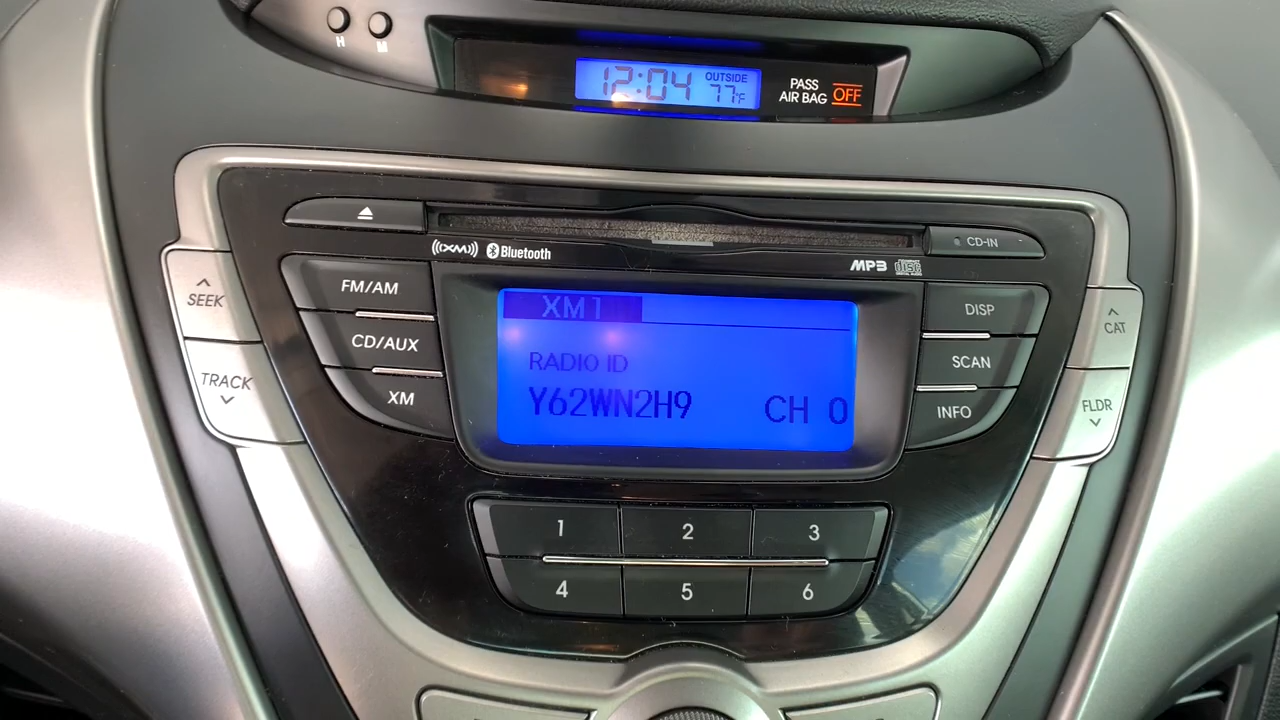 H M
12:04 OUTSIDE 77°F
PASS AIR BAG OFF
XM Bluetooth
CD-IN
MP3 disc
SEEK
TRACK
FM/AM
CD/AUX
XM
XM1
RADIO ID
Y62WN2H9 CH 0
DISP
SCAN
INFO
CAT
FLDR
1 2 3
4 5 6